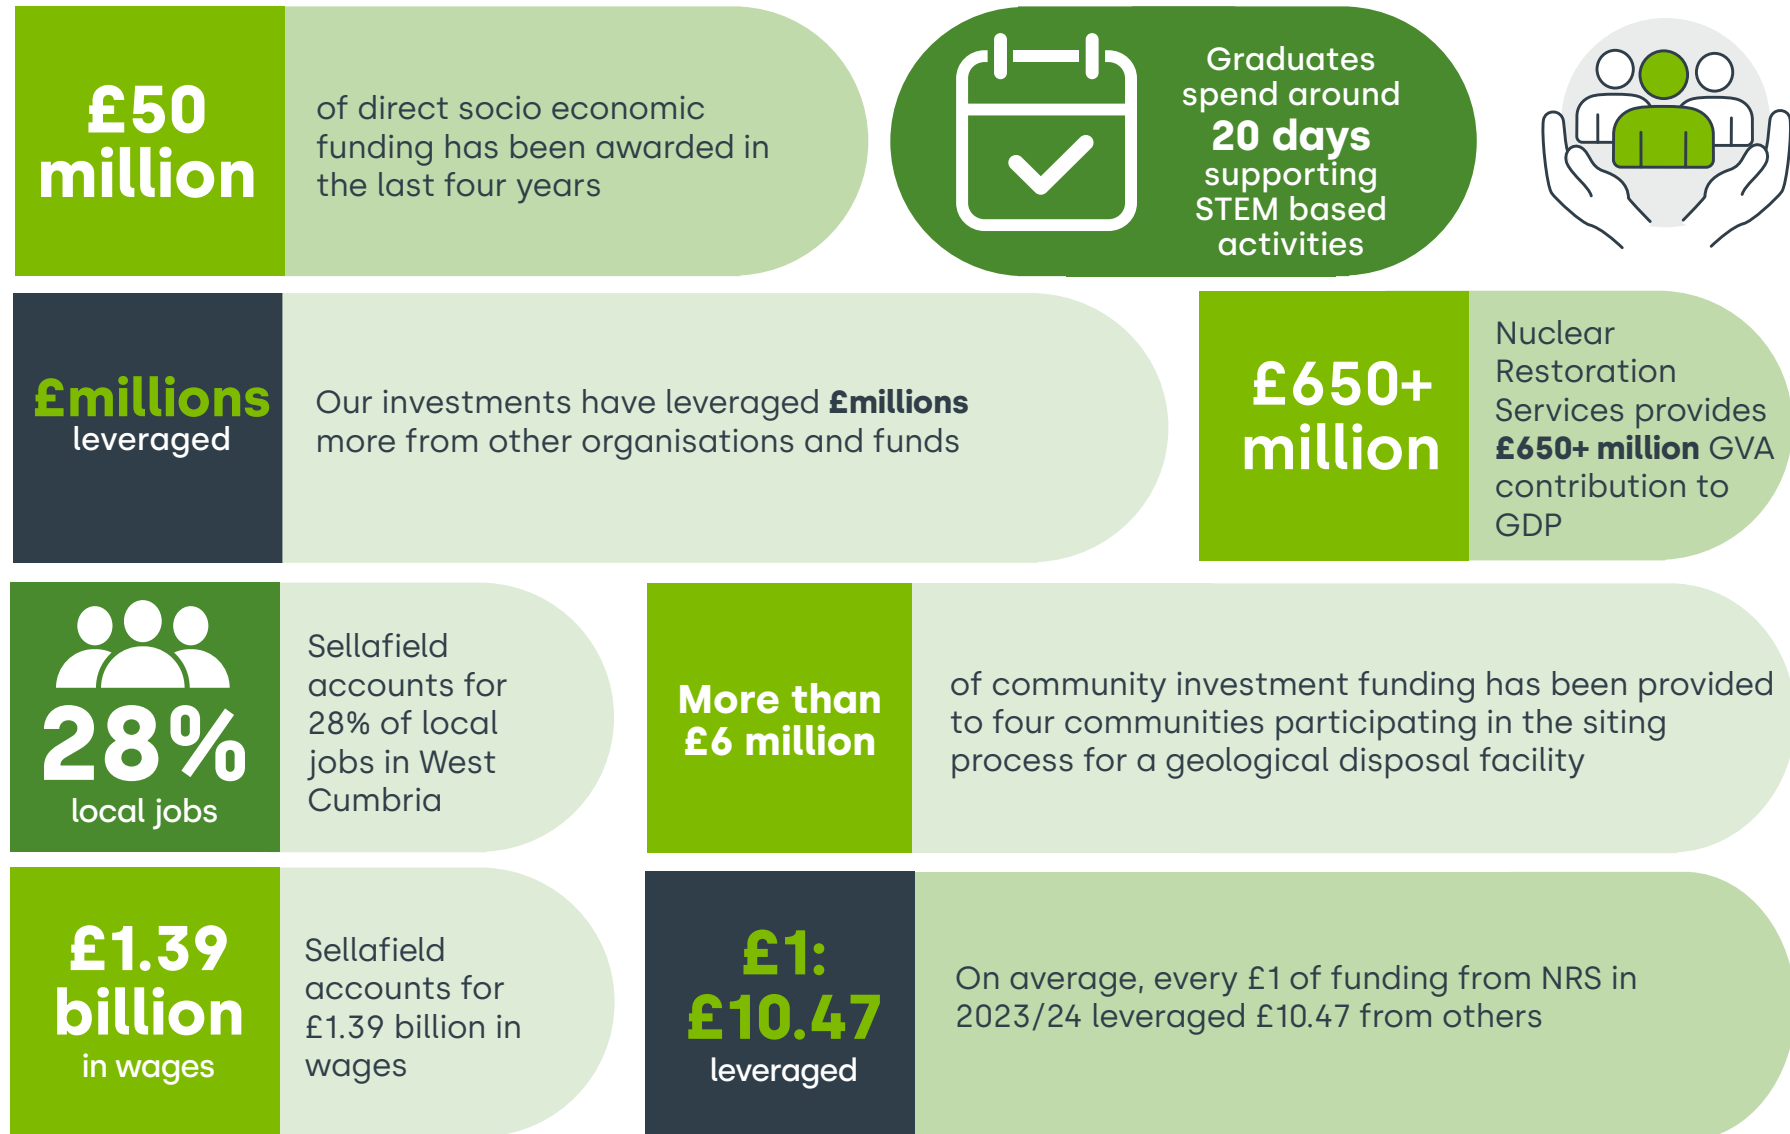 £50
million
of direct socio economic
funding has been awarded in
the last four years
Graduates
spend around
20 days
supporting
STEM based
activities
£millions
leveraged
Our investments have leveraged £millions
more from other organisations and funds
£650+
million
Nuclear
Restoration
Services provides
£650+ million GVA
contribution to
GDP
28%
local jobs
Sellafield
accounts for
28% of local
jobs in West
Cumbria
More than
£6 million
of community investment funding has been provided
to four communities participating in the siting
process for a geological disposal facility
£1.39
billion
in wages
Sellafield
accounts for
£1.39 billion in
wages
£1:
£10.47
leveraged
On average, every £1 of funding from NRS in
2023/24 leveraged £10.47 from others